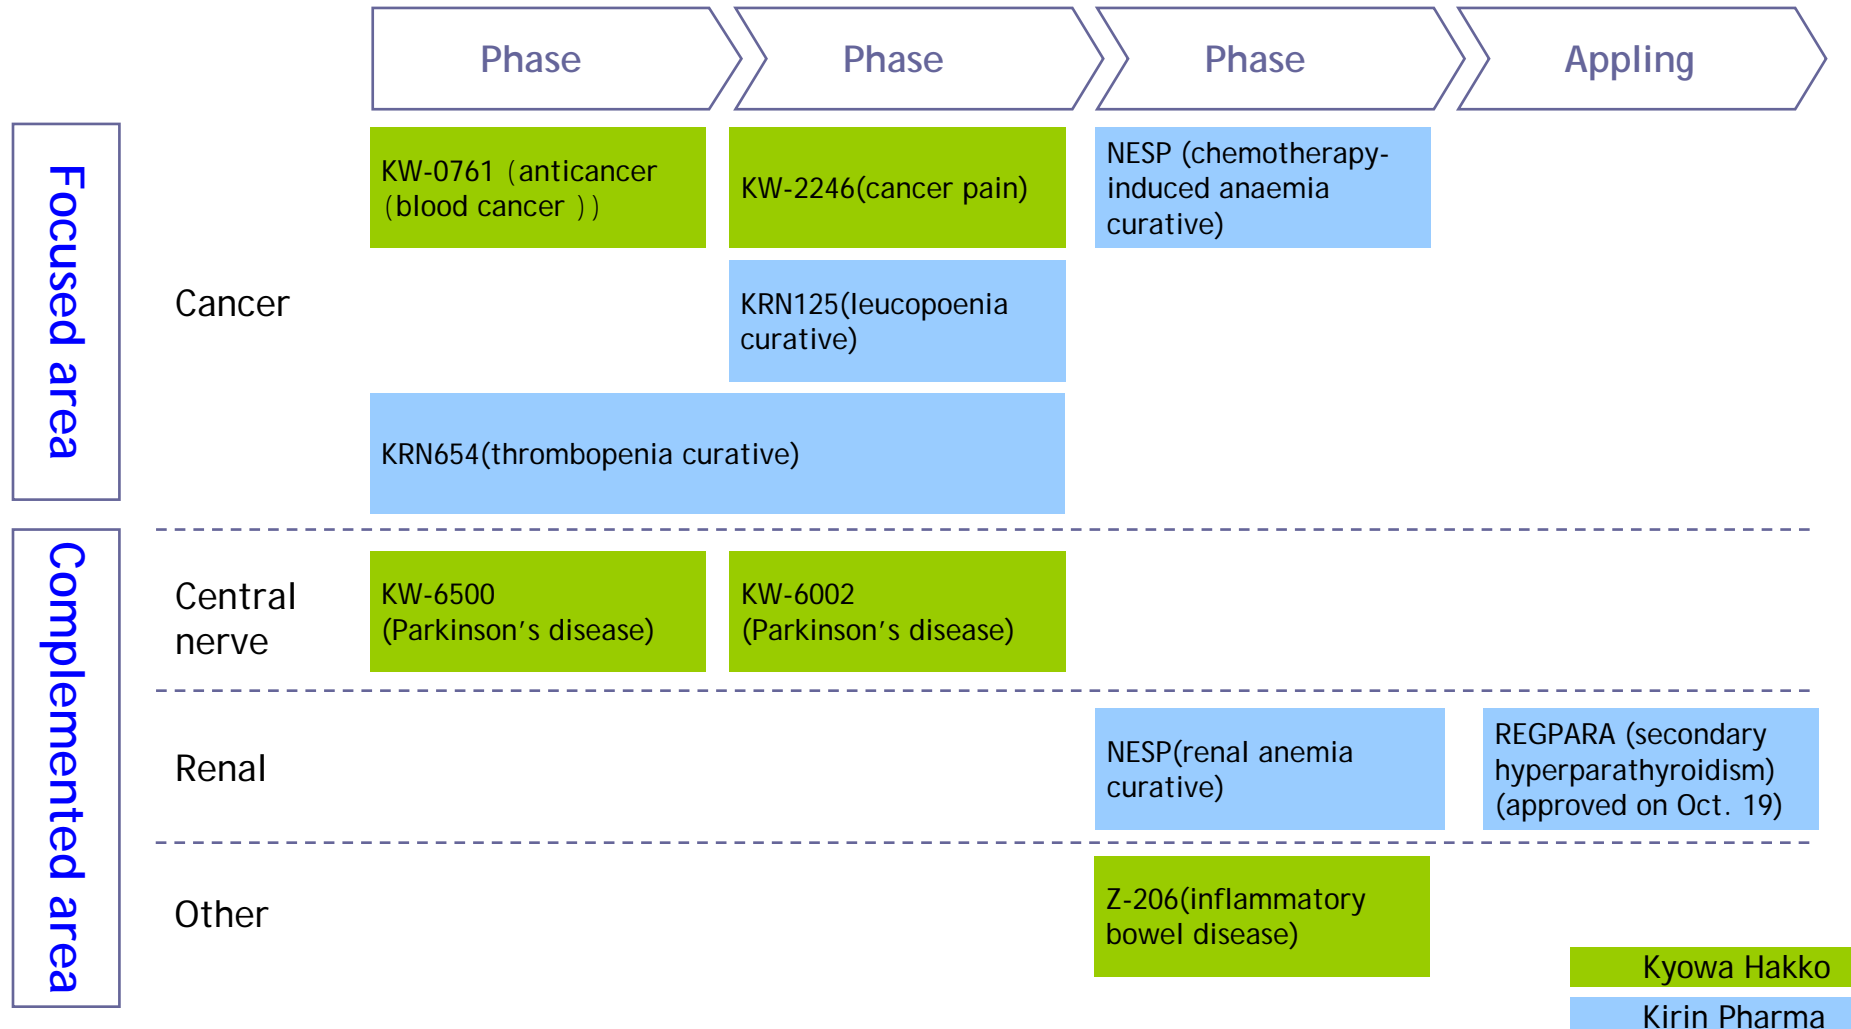 Phase
Phase
Phase
Appling
Focused area
Cancer
KW-0761 (anticancer
(blood cancer ))
KW-2246(cancer pain)
NESP (chemotherapy-
induced anaemia
curative)
KRN125(leucopoenia
curative)
KRN654(thrombopenia curative)
Complemented area
Central
nerve
KW-6500
(Parkinson’s disease)
KW-6002
(Parkinson’s disease)
Renal
NESP(renal anemia
curative)
REGPARA (secondary
hyperparathyroidism)
(approved on Oct. 19)
Other
Z-206(inflammatory
bowel disease)
Kyowa Hakko
Kirin Pharma